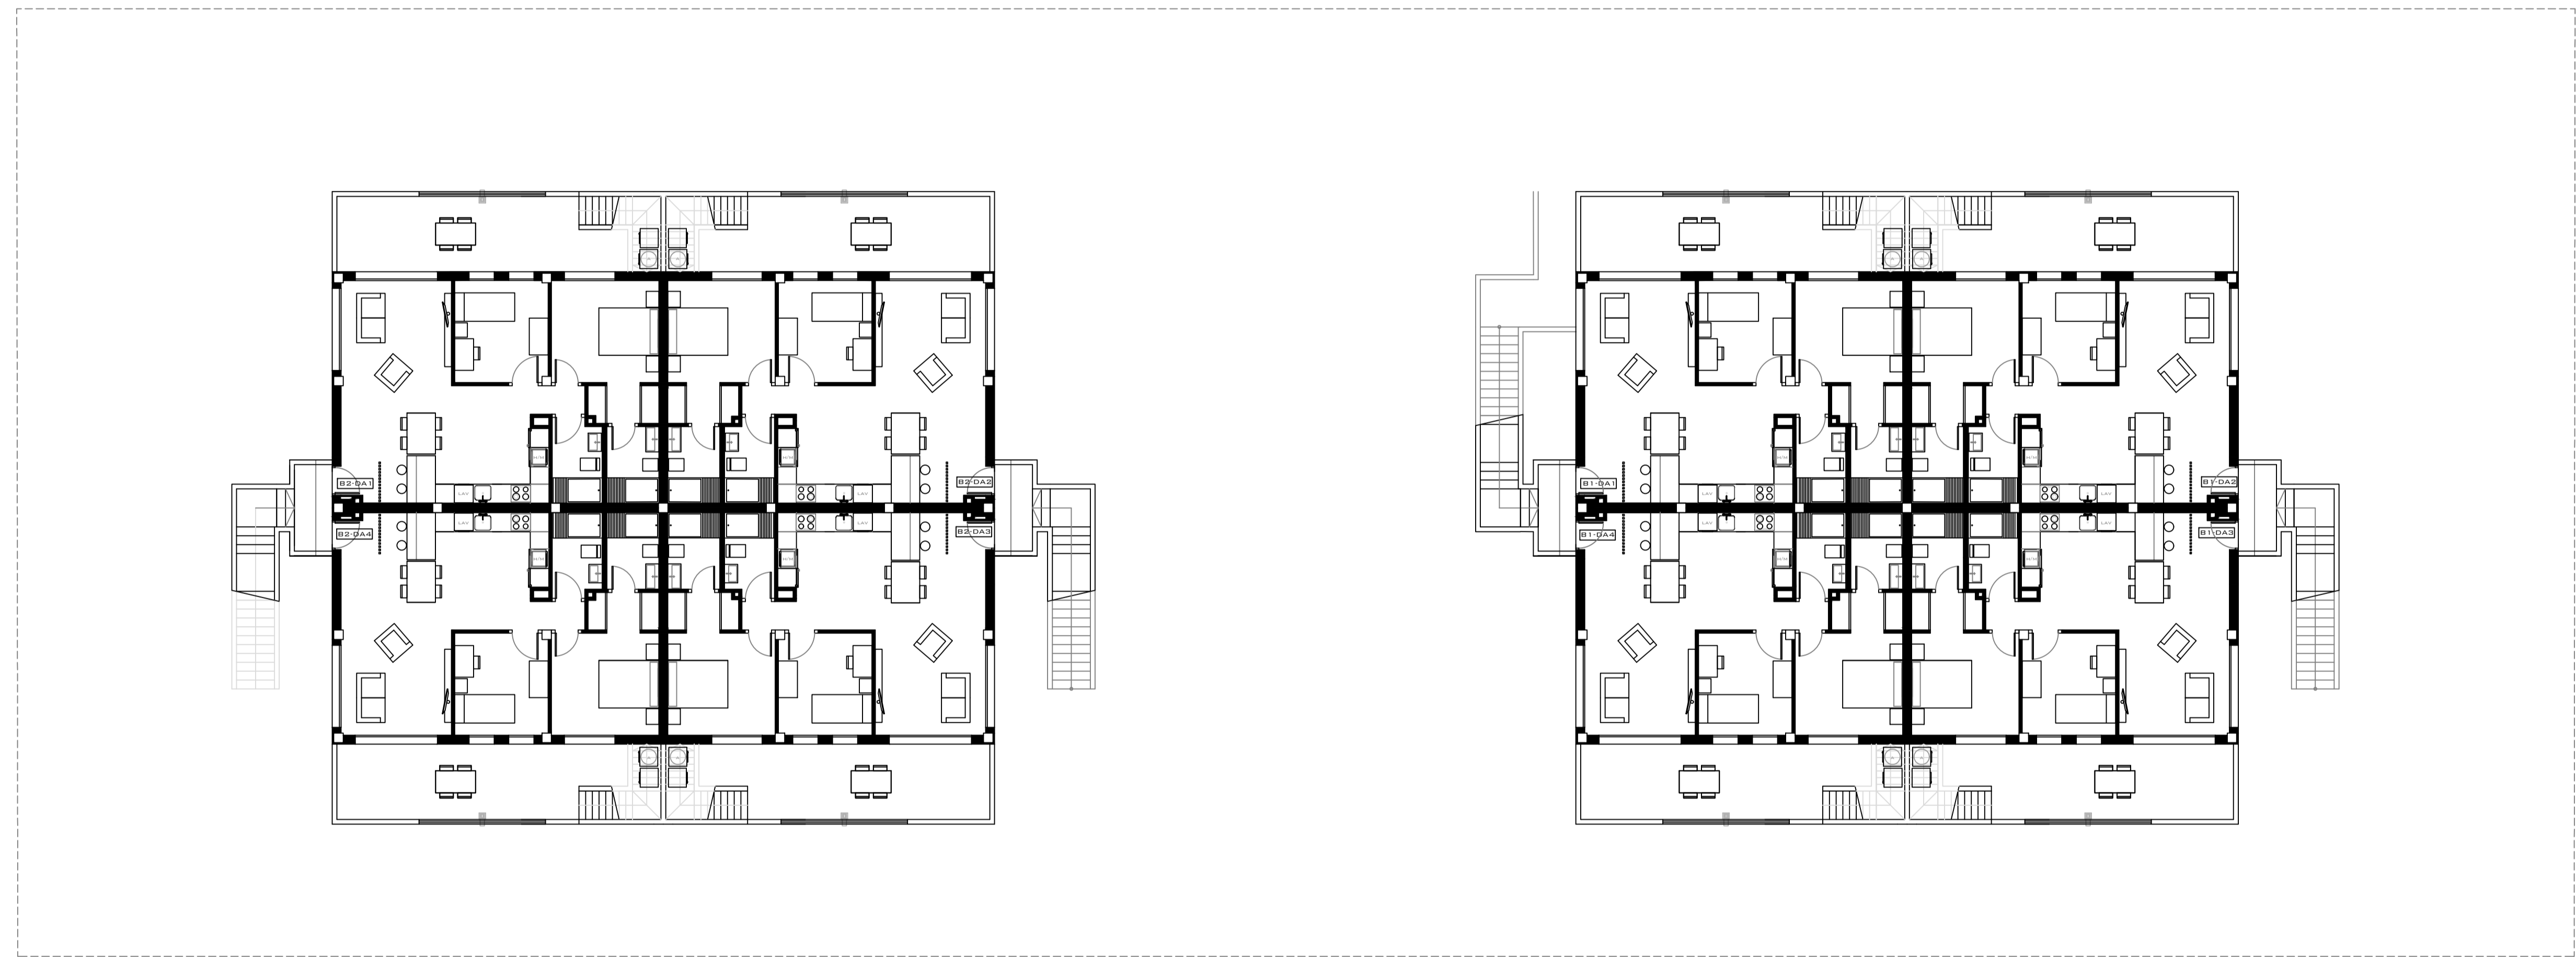 B2-DA1
B2-DA2
B1-DA1
B1-DA2
H/M
H/M
H/M
H/M
LAV
LAV
LAV
LAV
LAV
LAV
LAV
LAV
B2-DA4
B2-DA3
B1-DA4
B1-DA3
H/M
H/M
H/M
H/M